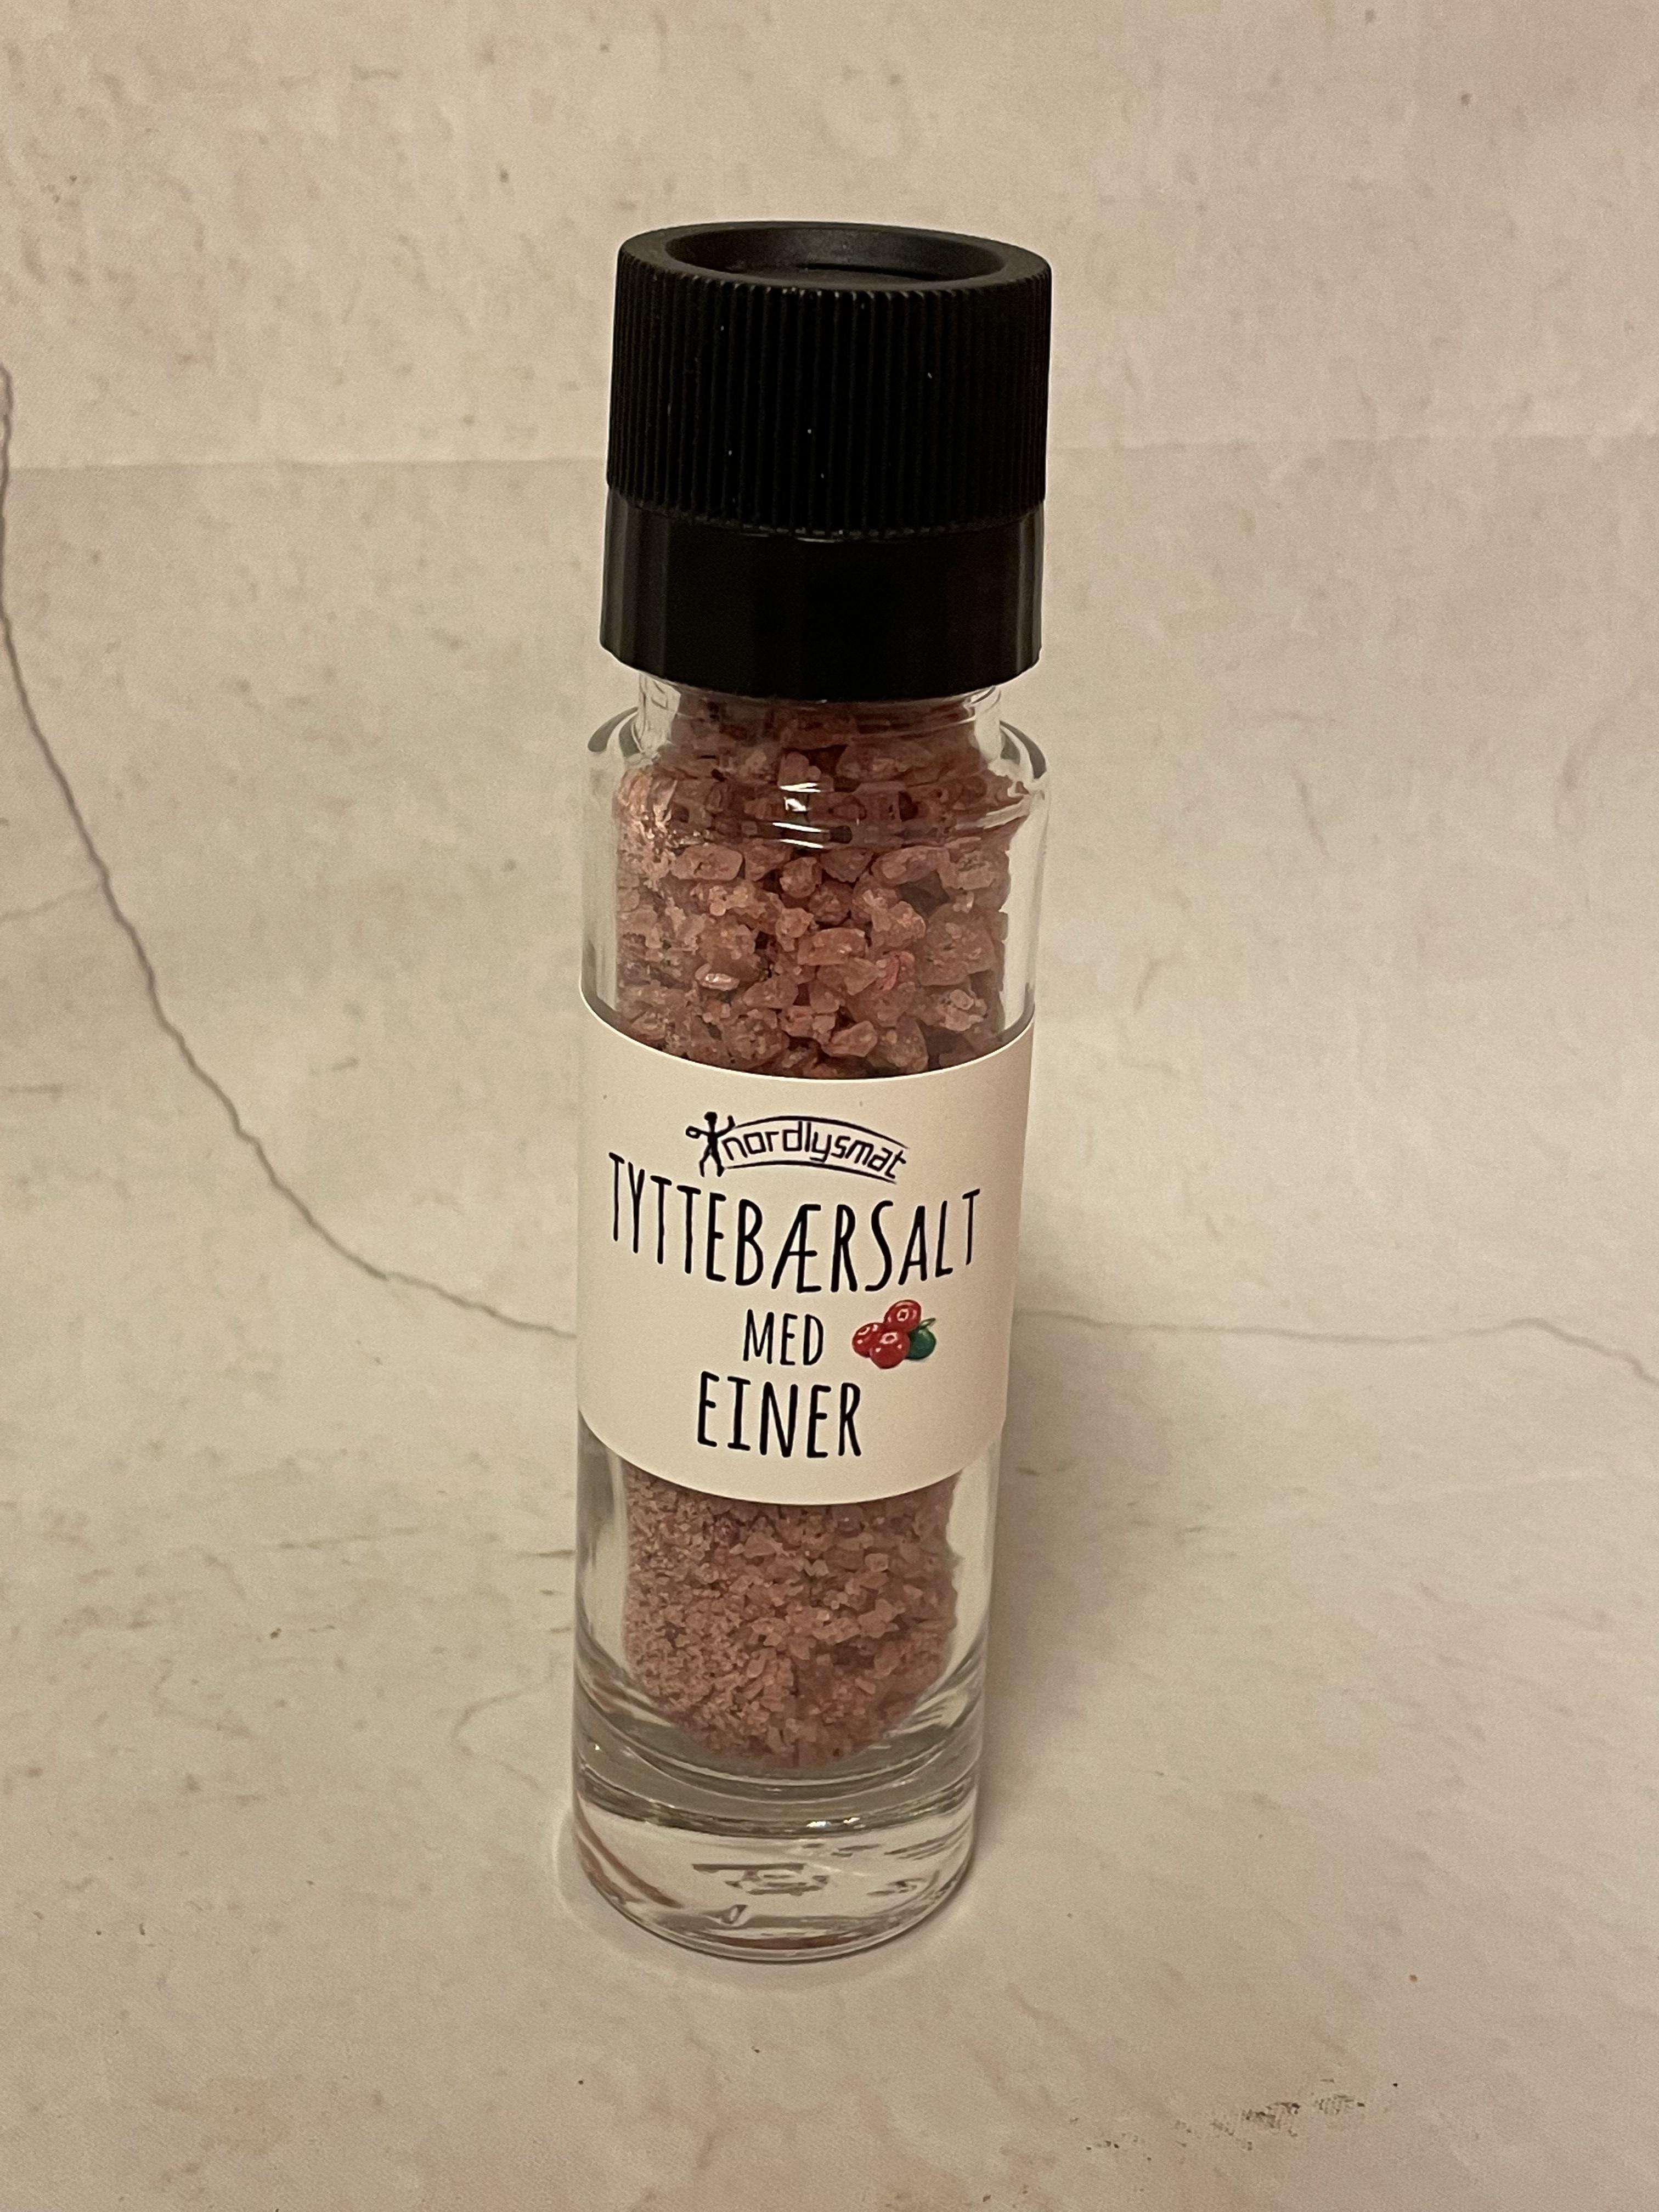 nordlysmat
TYTTEBÆRSALT
MED
EINER